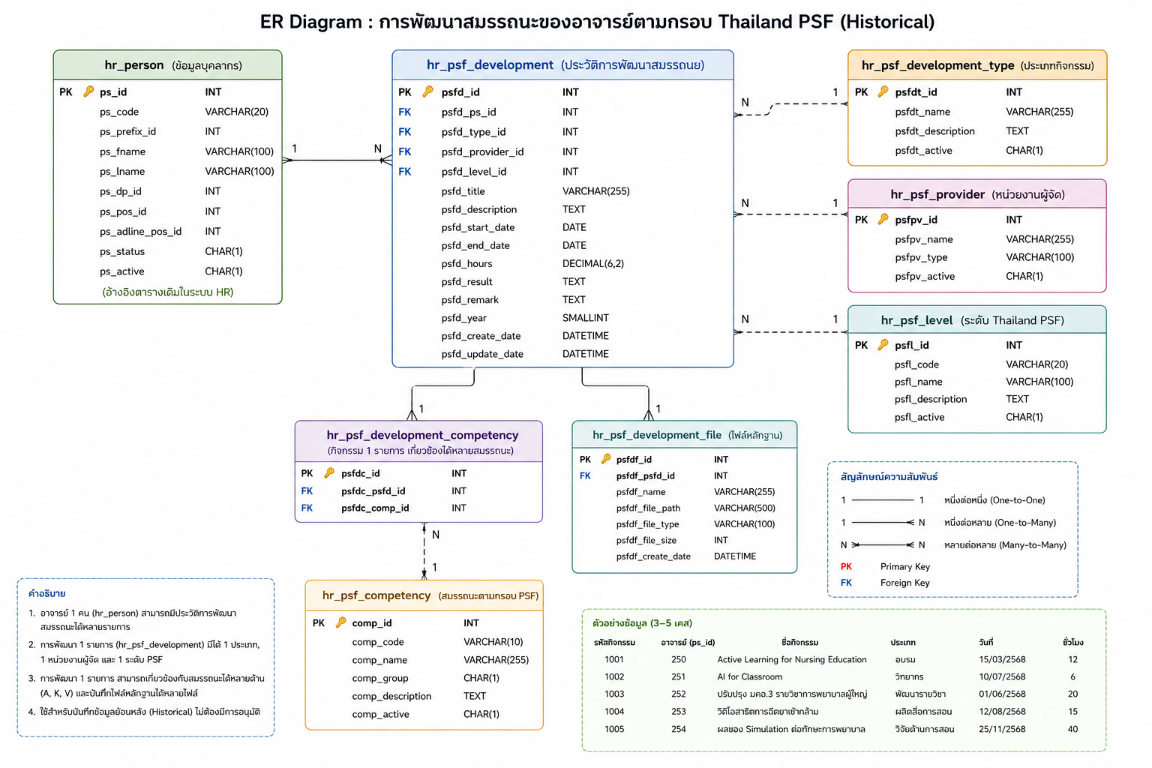 ER Diagram : การพัฒนาสมรรถนะของอาจารย์ตามกรอบ Thailand PSF (Historical)
hr_person (ข้อมูลบุคลากร)
PK ps_id INT
ps_code VARCHAR(20)
ps_prefix_id INT
ps_fname VARCHAR(100)
ps_lname VARCHAR(100)
ps_dp_id INT
ps_pos_id INT
ps_adline_pos_id INT
ps_status CHAR(1)
ps_active CHAR(1)
(อ้างอิงตารางเดิมในระบบ HR)
1 N
hr_psf_development (ประวัติการพัฒนาสมรรถนย)
PK psfd_id INT
FK psfd_ps_id INT
FK psfd_type_id INT
FK psfd_provider_id INT
FK psfd_level_id INT
psfd_title VARCHAR(255)
psfd_description TEXT
psfd_start_date DATE
psfd_end_date DATE
psfd_hours DECIMAL(6,2)
psfd_result TEXT
psfd_remark TEXT
psfd_year SMALLINT
psfd_create_date DATETIME
psfd_update_date DATETIME
N 1
hr_psf_development_type (ประเภทกิจกรรม)
PK psfdt_id INT
psfdt_name VARCHAR(255)
psfdt_description TEXT
psfdt_active CHAR(1)
N 1
hr_psf_provider (หน่วยงานผู้จัด)
PK psfpv_id INT
psfpv_name VARCHAR(255)
psfpv_type VARCHAR(100)
psfpv_active CHAR(1)
N 1
hr_psf_level (ระดับ Thailand PSF)
PK psfl_id INT
psfl_code VARCHAR(20)
psfl_name VARCHAR(100)
psfl_description TEXT
psfl_active CHAR(1)
1
hr_psf_development_competency
(กิจกรรม 1 รายการ เกี่ยวข้องได้หลายสมรรถนะ)
PK psfdc_id INT
FK psfdc_psfd_id INT
FK psfdc_comp_id INT
N
1
1
hr_psf_development_file (ไฟล์หลักฐาน)
PK psfdf_id INT
FK psfdf_psfd_id INT
psfdf_name VARCHAR(255)
psfdf_file_path VARCHAR(500)
psfdf_file_type VARCHAR(100)
psfdf_file_size INT
psfdf_create_date DATETIME
hr_psf_competency (สมรรถนะตามกรอบ PSF)
PK comp_id INT
comp_code VARCHAR(10)
comp_name VARCHAR(255)
comp_group CHAR(1)
comp_description TEXT
comp_active CHAR(1)
สัญลักษณ์ความสัมพันธ์
1 1 หนึ่งต่อหนึ่ง (One-to-One)
1 N หนึ่งต่อหลาย (One-to-Many)
N N หลายต่อหลาย (Many-to-Many)
PK Primary Key
FK Foreign Key
คำอธิบาย
1. อาจารย์ 1 คน (hr_person) สามารถมีประวัติการพัฒนา
สมรรถนะได้หลายรายการ
2. การพัฒนา 1 รายการ (hr_psf_development) มีได้ 1 ประเภท,
1 หน่วยงานผู้จัด และ 1 ระดับ PSF
3. การพัฒนา 1 รายการ สามารถเกี่ยวข้องกับสมรรถนะได้หลายด้าน
(A, K, V) และบันทึกไฟล์หลักฐานได้หลายไฟล์
4. ใช้สำหรับบันทึกข้อมูลย้อนหลัง (Historical) ไม่ต้องมีการอนุมัติ
ตัวอย่างข้อมูล (3–5 เคส)
รหัสกิจกรรม อาจารย์ (ps_id) ชื่อกิจกรรม ประเภท วันที่ ชั่วโมง
1001 250 Active Learning for Nursing Education อบรม 15/03/2568 12
1002 251 AI for Classroom วิทยากร 10/07/2568 6
1003 252 ปรับปรุง มคอ.3 รายวิชาการพยาบาลผู้ใหญ่ พัฒนารายวิชา 01/06/2568 20
1004 253 วิดีโอสาธิตการฉีดยาเข้ากล้าม ผลิตสื่อการสอน 12/08/2568 15
1005 254 ผลของ Simulation ต่อทักษะการพยาบาล วิจัยด้านการสอน 25/11/2568 40